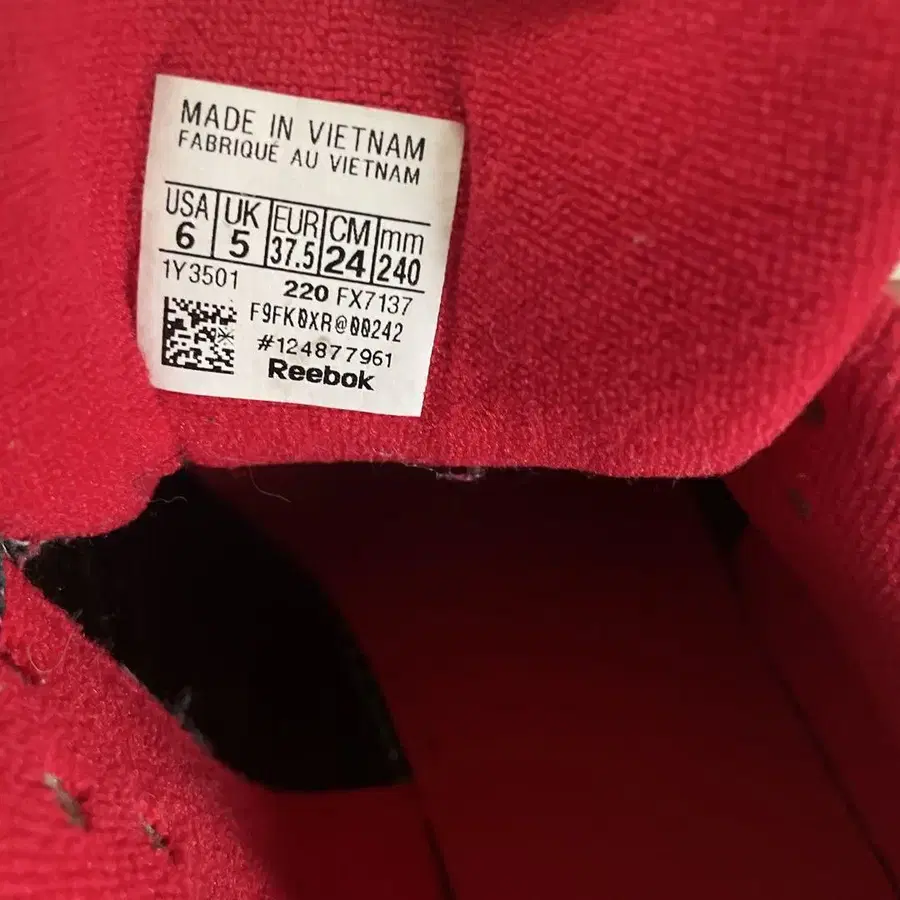 MADE IN VIETNAM
FABRIQUÉ AU VIETNAM
USA UK EUR CM mm
6 5 37.5 24 240
1Y3501 220 FX7137
F9FK0XR@00242
#124877961
Reebok